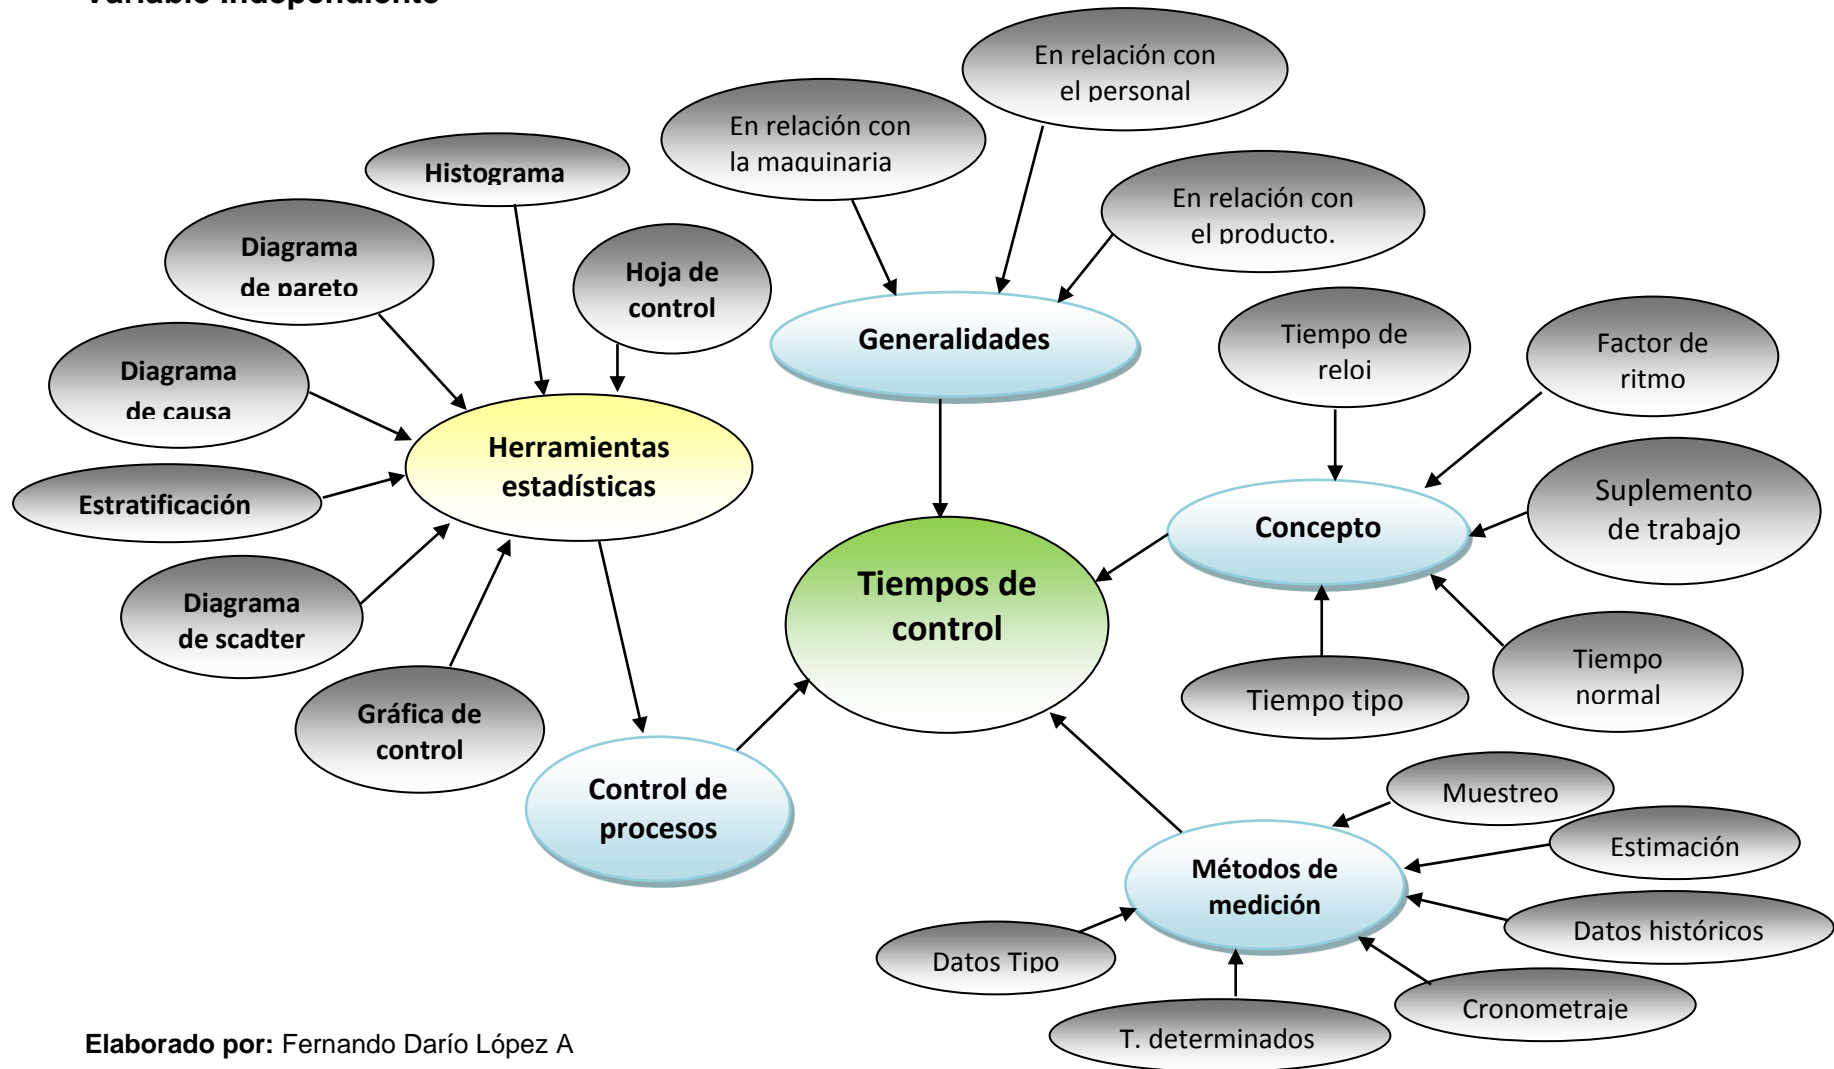 Variable Independiente
En relación con
el personal
En relación con
la maquinaria
Histograma
En relación con
el producto.
Diagrama
de pareto
Hoja de
control
Generalidades
Tiempo de
reloj
Factor de
ritmo
Diagrama
de causa
Herramientas
estadísticas
Estratificación
Concepto
Suplemento
de trabajo
Tiempos de
control
Diagrama
de scadter
Tiempo tipo
Tiempo
normal
Gráfica de
control
Control de
procesos
Muestreo
Estimación
Métodos de
medición
Datos históricos
Datos Tipo
Cronometraje
T. determinados
Elaborado por: Fernando Darío López A